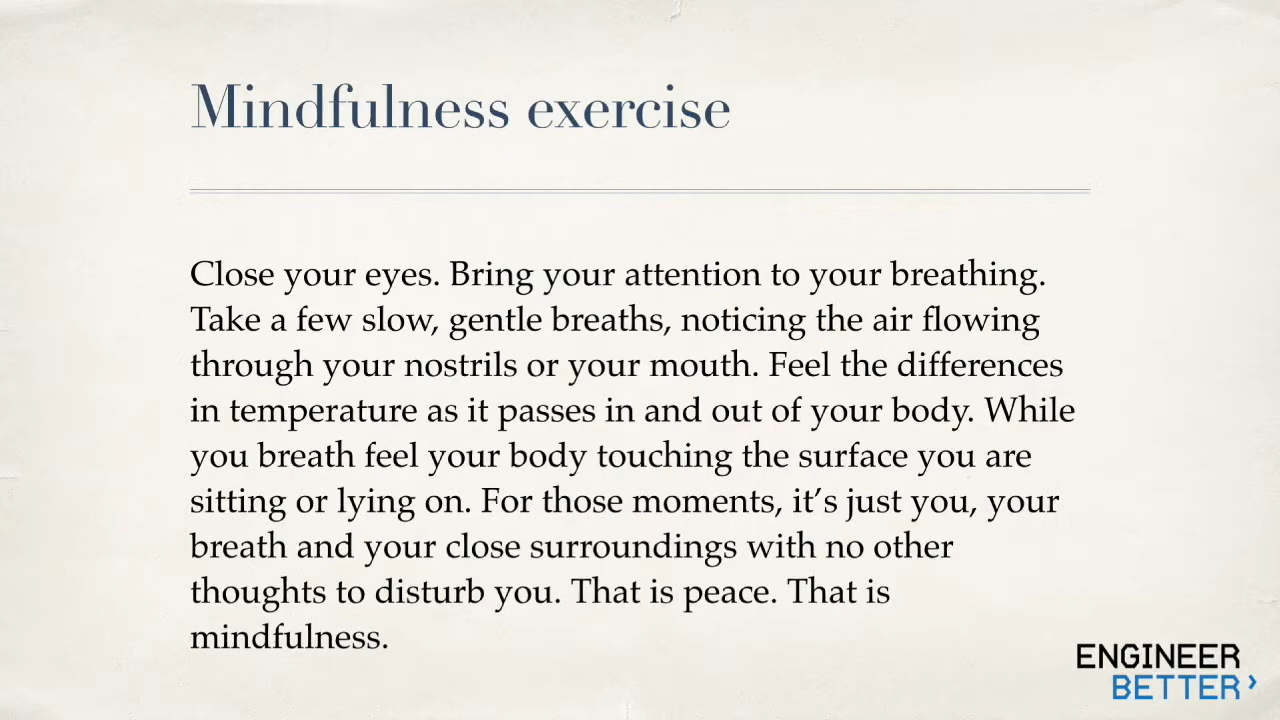 Mindfulness exercise
Close your eyes. Bring your attention to your breathing.
Take a few slow, gentle breaths, noticing the air flowing
through your nostrils or your mouth. Feel the differences
in temperature as it passes in and out of your body. While
you breath feel your body touching the surface you are
sitting or lying on. For those moments, it’s just you, your
breath and your close surroundings with no other
thoughts to disturb you. That is peace. That is
mindfulness.
ENGINEER
BETTER›